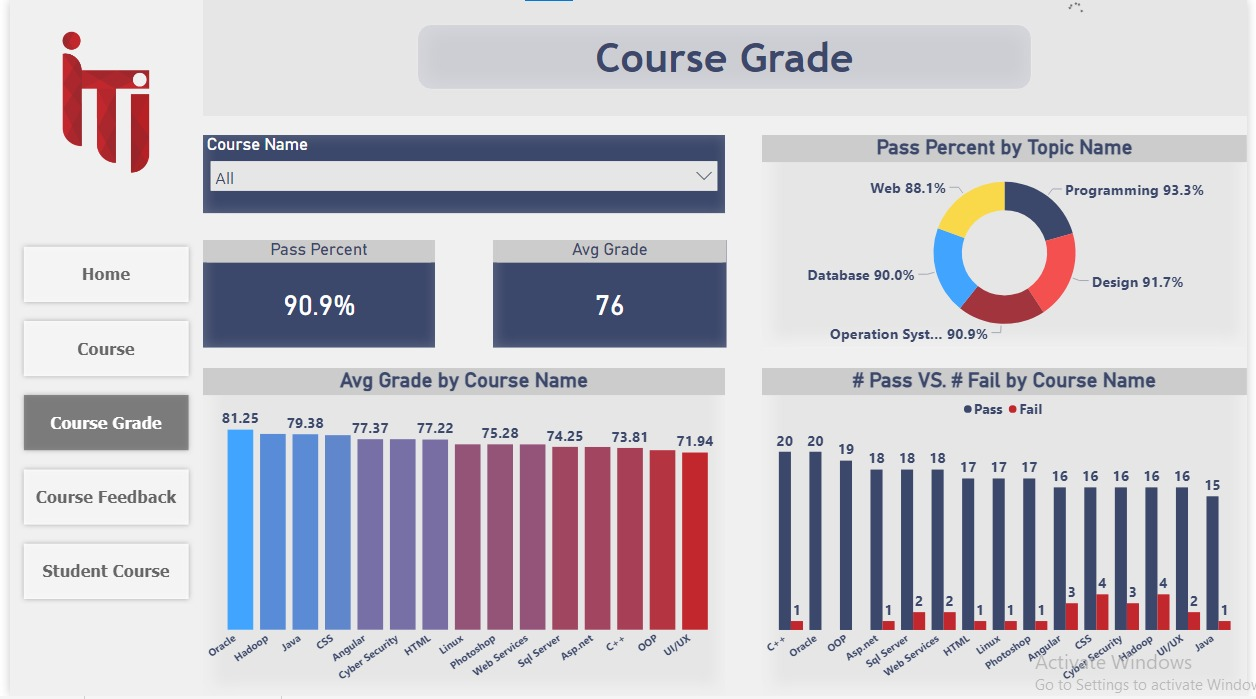 Course Grade
Course Name
All
Pass Percent
90.9%
Avg Grade
76
Pass Percent by Topic Name
Web 88.1%
Programming 93.3%
Database 90.0%
Design 91.7%
Operation Syst... 90.9%
Home
Course
Course Grade
Course Feedback
Student Course
Avg Grade by Course Name
81.25
79.38
77.37
77.22
75.28
74.25
73.81
71.94
Oracle
Hadoop
Java
CSS
Angular
Cyber Security
HTML
Linux
Photoshop
Web Services
Sql Server
Asp.net
C++
OOP
UI/UX
# Pass VS. # Fail by Course Name
Pass Fail
20 20 19 18 18 18 17 17 17 16 16 16 16 16 15
1 1 2 2 1 1 1 3 4 3 4 2 1
C++
Oracle
OOP
Asp.net
Sql Server
Web Services
HTML
Linux
Photoshop
Angular
CSS
Cyber Security
Hadoop
UI/UX
Java
Activate Windows
Go to Settings to activate Windo